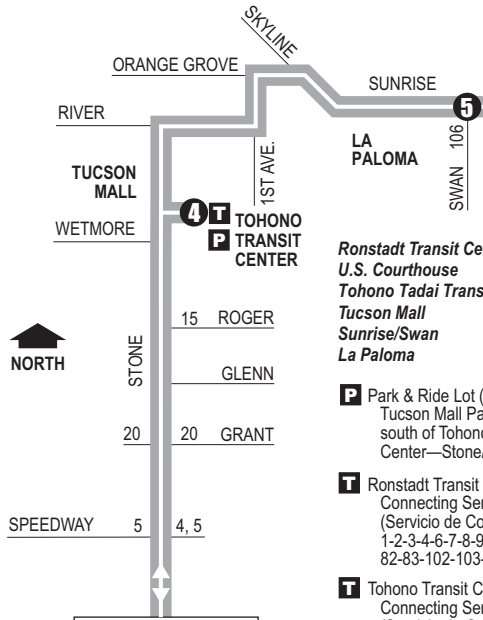 SKYLINE
ORANGE GROVE
SUNRISE
5
RIVER
1ST AVE.
LA
PALOMA
SWAN 106
TUCSON
MALL
4 T TOHONO
P TRANSIT
CENTER
WETMORE
Ronstadt Transit Ce
U.S. Courthouse
Tohono Tadai Trans
Tucson Mall
Sunrise/Swan
La Paloma
15 ROGER
NORTH
STONE
GLENN
20 20 GRANT
SPEEDWAY 5 4, 5
P Park & Ride Lot (
Tucson Mall Pa
south of Tohono
Center—Stone/
T Ronstadt Transit
Connecting Ser
(Servicio de Co
1-2-3-4-6-7-8-9
82-83-102-103-
T Tohono Transit C
Connecting Ser